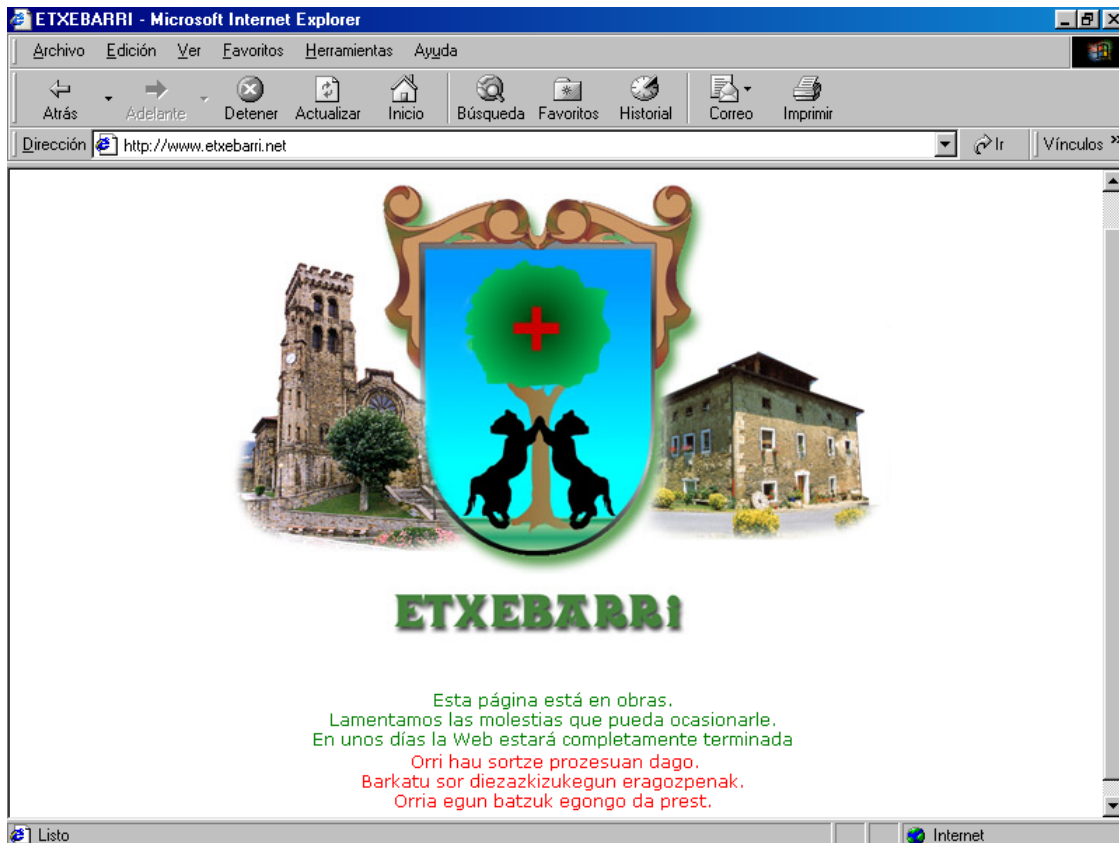 ETXEBARRI - Microsoft Internet Explorer
Archivo Edición Ver Favoritos Herramientas Ayuda
Atrás Adelante Detener Actualizar Inicio Búsqueda Favoritos Historial Correo Imprimir
Dirección http://www.etxebarri.net Ir Vínculos »
ETXEBARRi
Esta página está en obras.
Lamentamos las molestias que pueda ocasionarle.
En unos días la Web estará completamente terminada
Orri hau sortze prozesuan dago.
Barkatu sor diezazkizukegun eragozpenak.
Orria egun batzuk egongo da prest.
Listo Internet